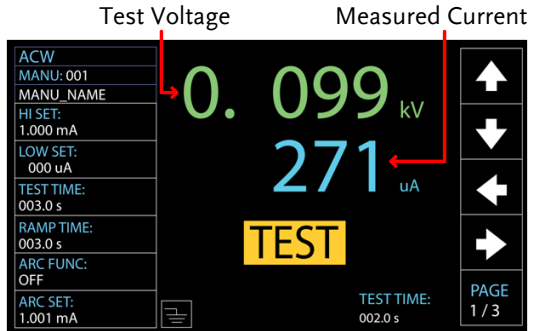 Test Voltage
Measured Current
ACW
MANU: 001
MANU_NAME
HI SET:
1.000 mA
LOW SET:
000 uA
TEST TIME:
003.0 s
RAMP TIME:
003.0 s
ARC FUNC:
OFF
ARC SET:
1.001 mA
0. 099 kV
271 uA
TEST
TEST TIME:
002.0 s
PAGE
1 / 3